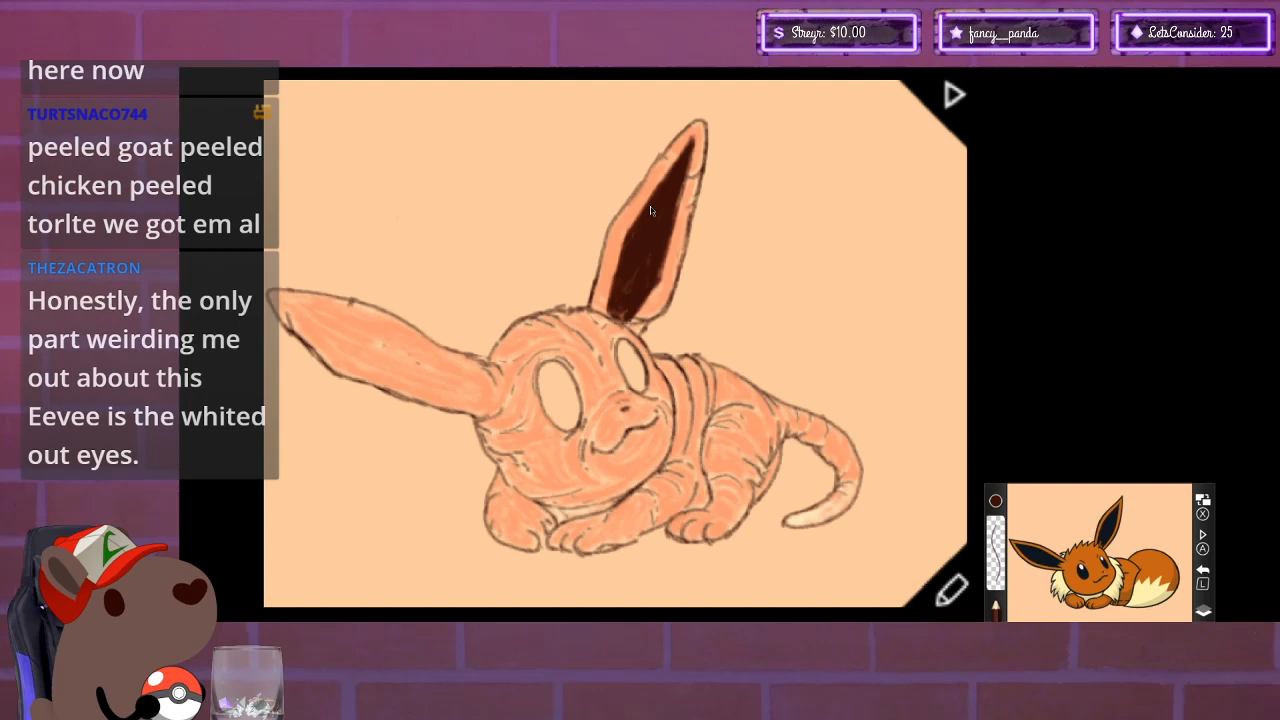 Streyr: $10.00
fancy__panda
LetsConsider: 25
here now
TURTSNACO744
peeled goat peeled
chicken peeled
torlte we got em al
THEZACATRON
Honestly, the only
part weirding me
out about this
Eevee is the whited
out eyes.
X
A
L